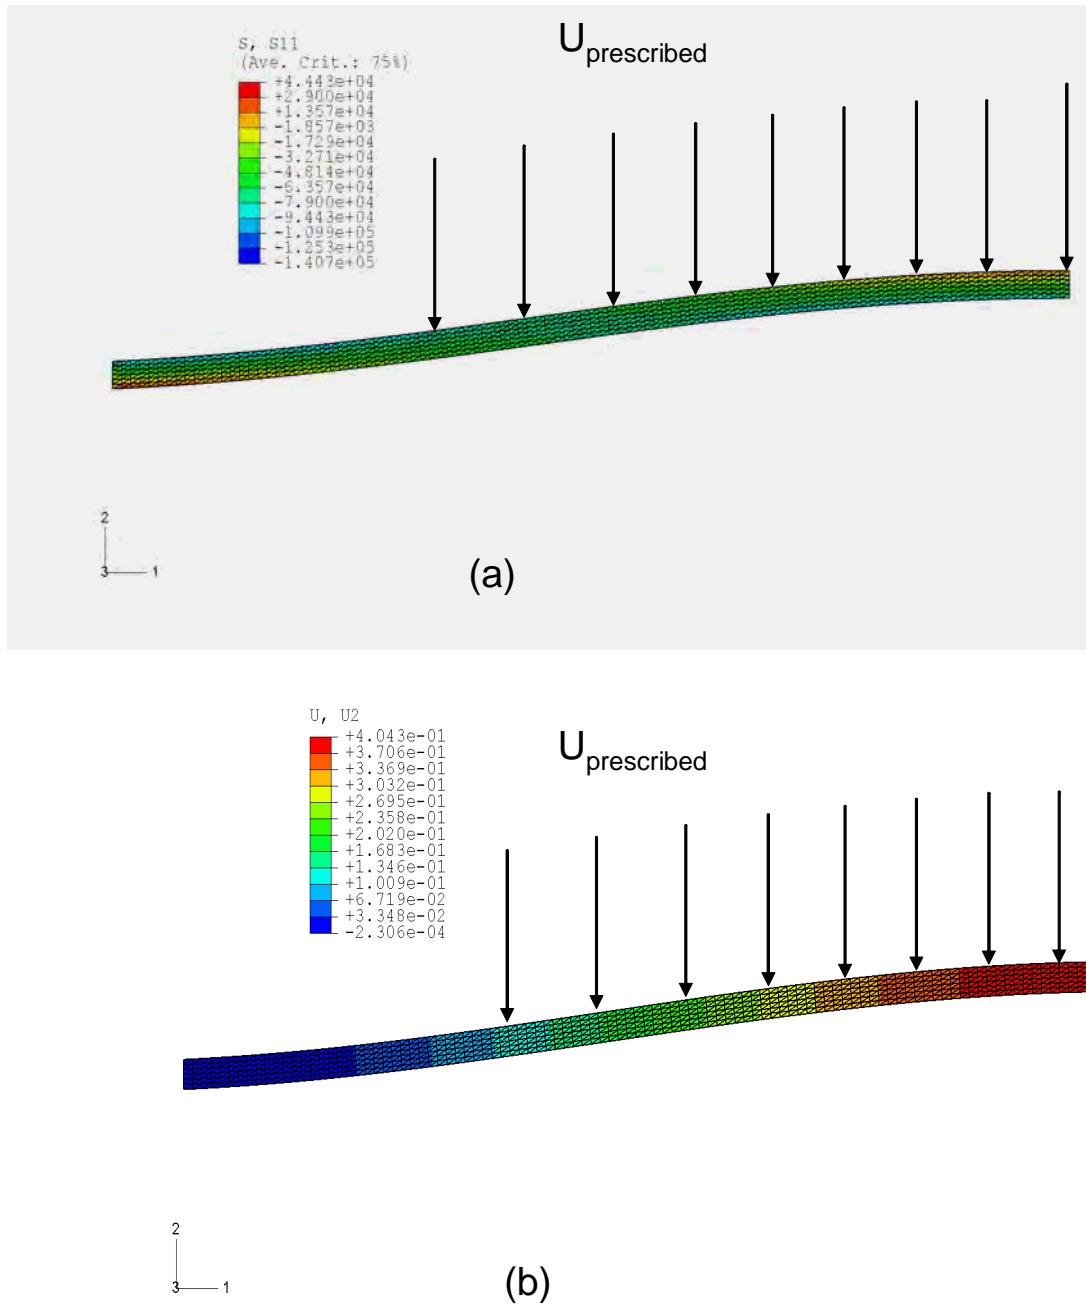 U_prescribed
S, S11
(Ave. Crit.: 75%)
+4.443e+04
+2.900e+04
+1.357e+04
-1.857e+03
-1.729e+04
-3.271e+04
-4.814e+04
-6.357e+04
-7.900e+04
-9.443e+04
-1.099e+05
-1.253e+05
-1.407e+05
2
3
1
(a)
U, U2
U_prescribed
+4.043e-01
+3.706e-01
+3.369e-01
+3.032e-01
+2.695e-01
+2.358e-01
+2.020e-01
+1.683e-01
+1.346e-01
+1.009e-01
+6.719e-02
+3.348e-02
-2.306e-04
2
3
1
(b)